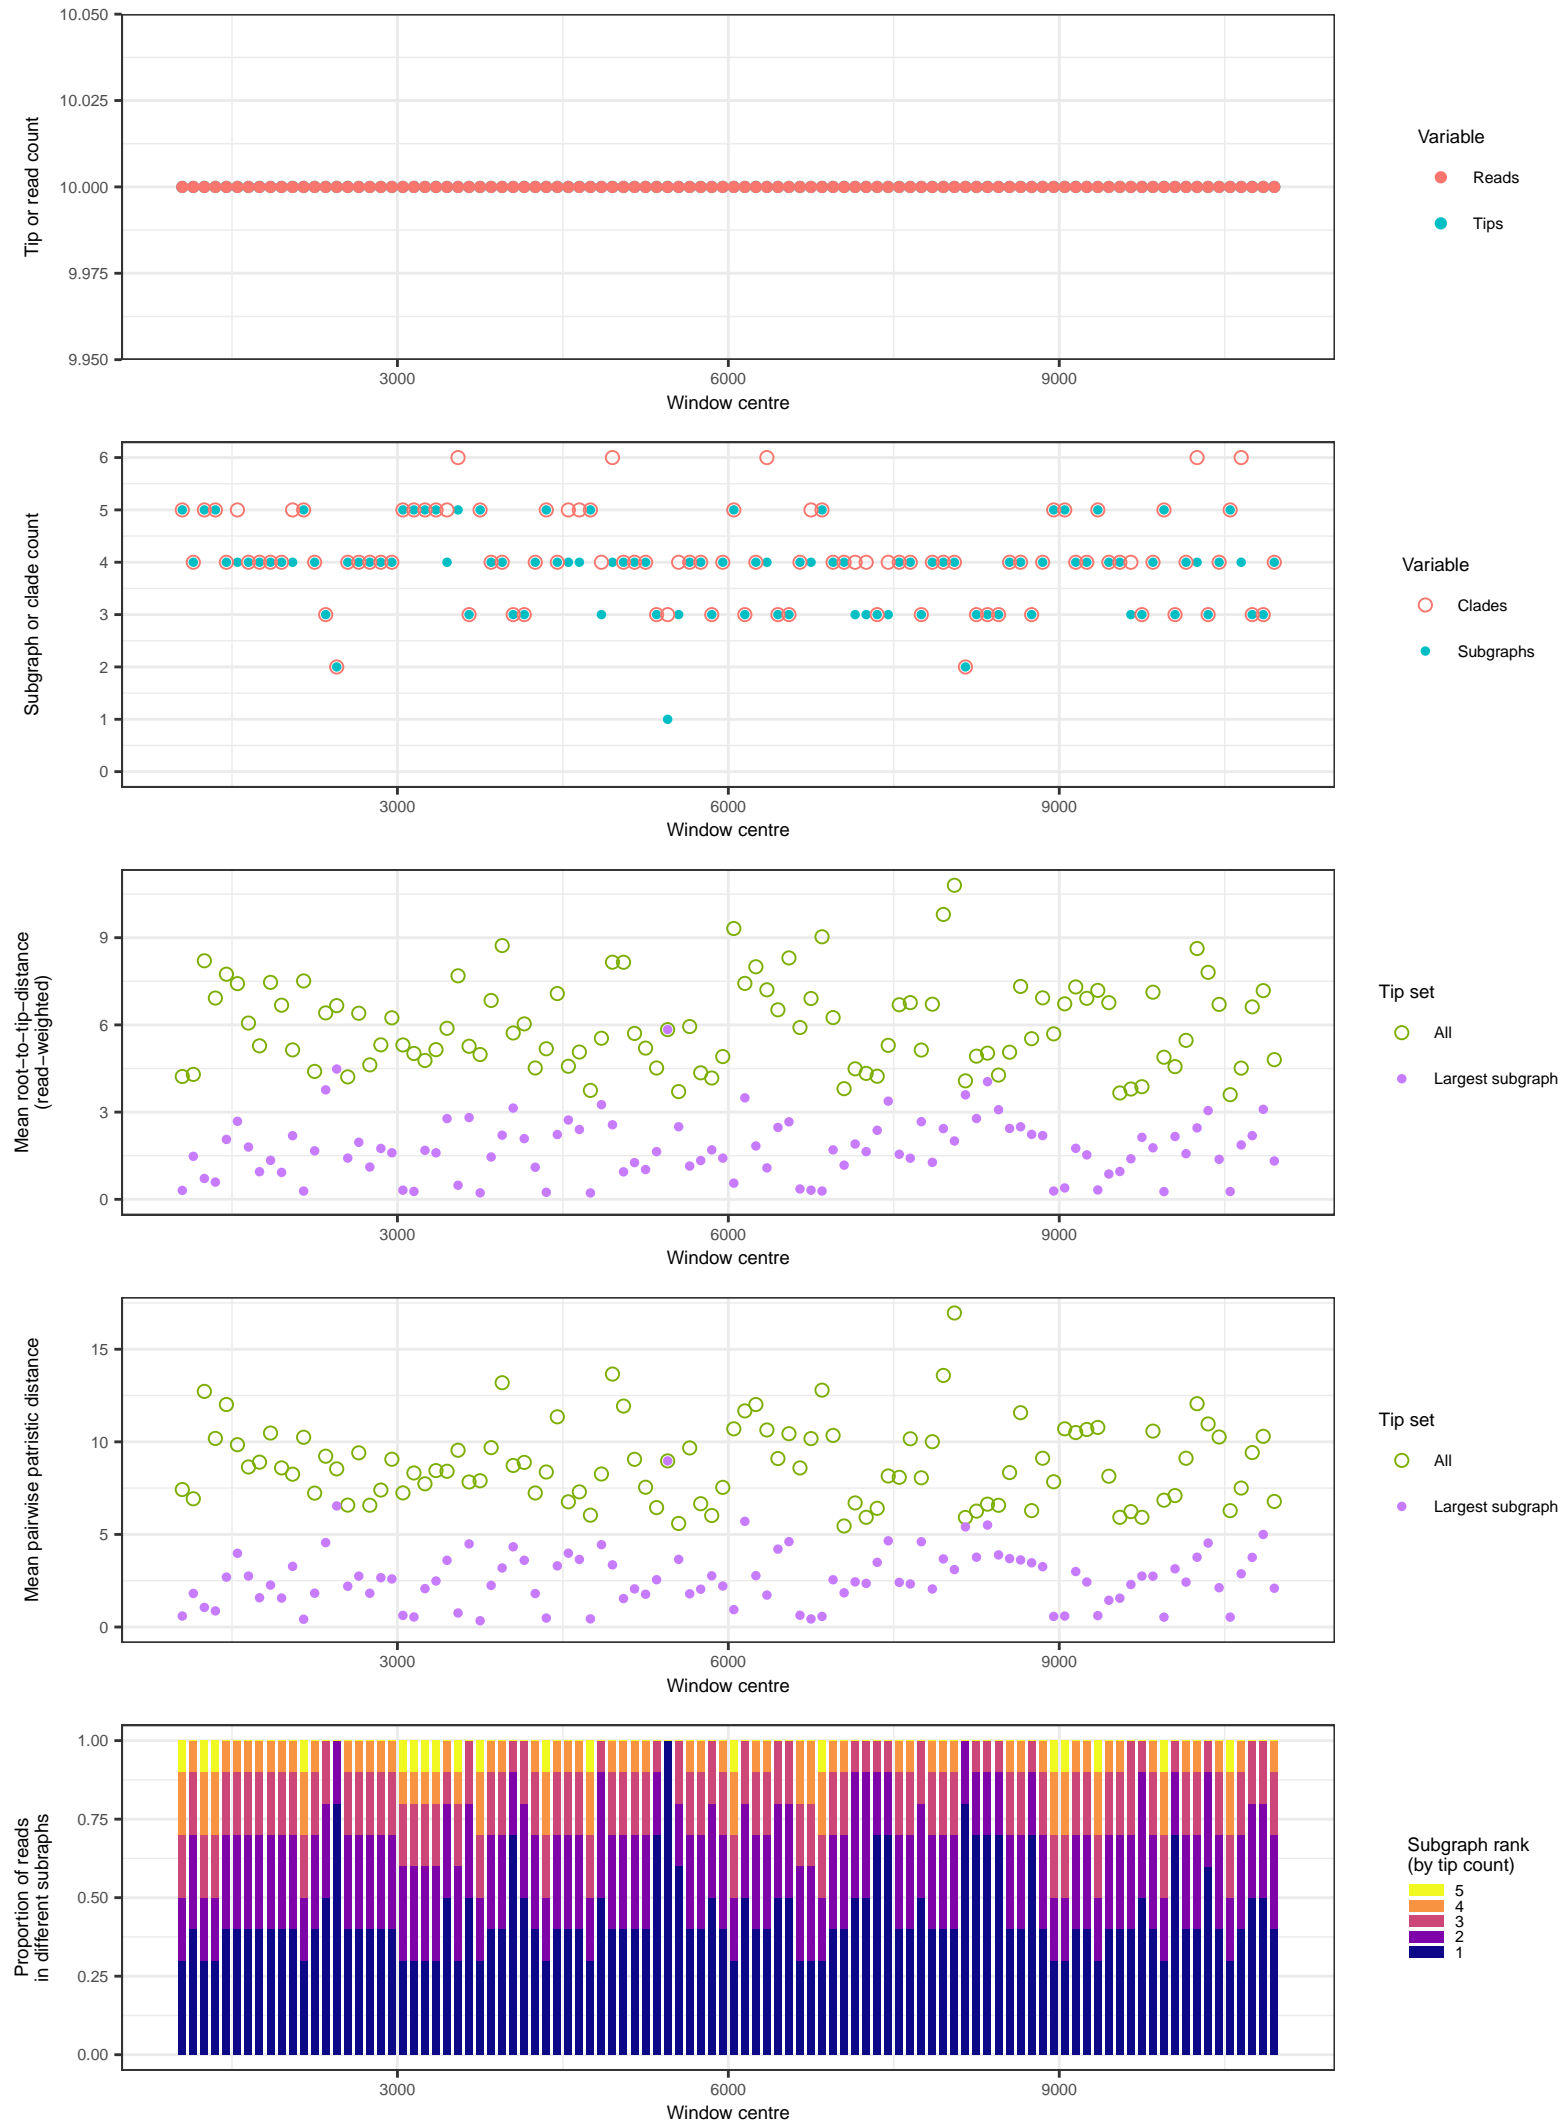 10.050
10.025
10.000
9.975
9.950
Tip or read count
3000
6000
9000
Window centre
Variable
Reads
Tips
6
5
4
3
2
1
0
Subgraph or clade count
3000
6000
9000
Window centre
Variable
Clades
Subgraphs
9
6
3
0
Mean root−to−tip−distance
(read−weighted)
3000
6000
9000
Window centre
Tip set
All
Largest subgraph
15
10
5
0
Mean pairwise patristic distance
3000
6000
9000
Window centre
Tip set
All
Largest subgraph
1.00
0.75
0.50
0.25
0.00
Proportion of reads
in different subraphs
3000
6000
9000
Window centre
Subgraph rank
(by tip count)
5
4
3
2
1